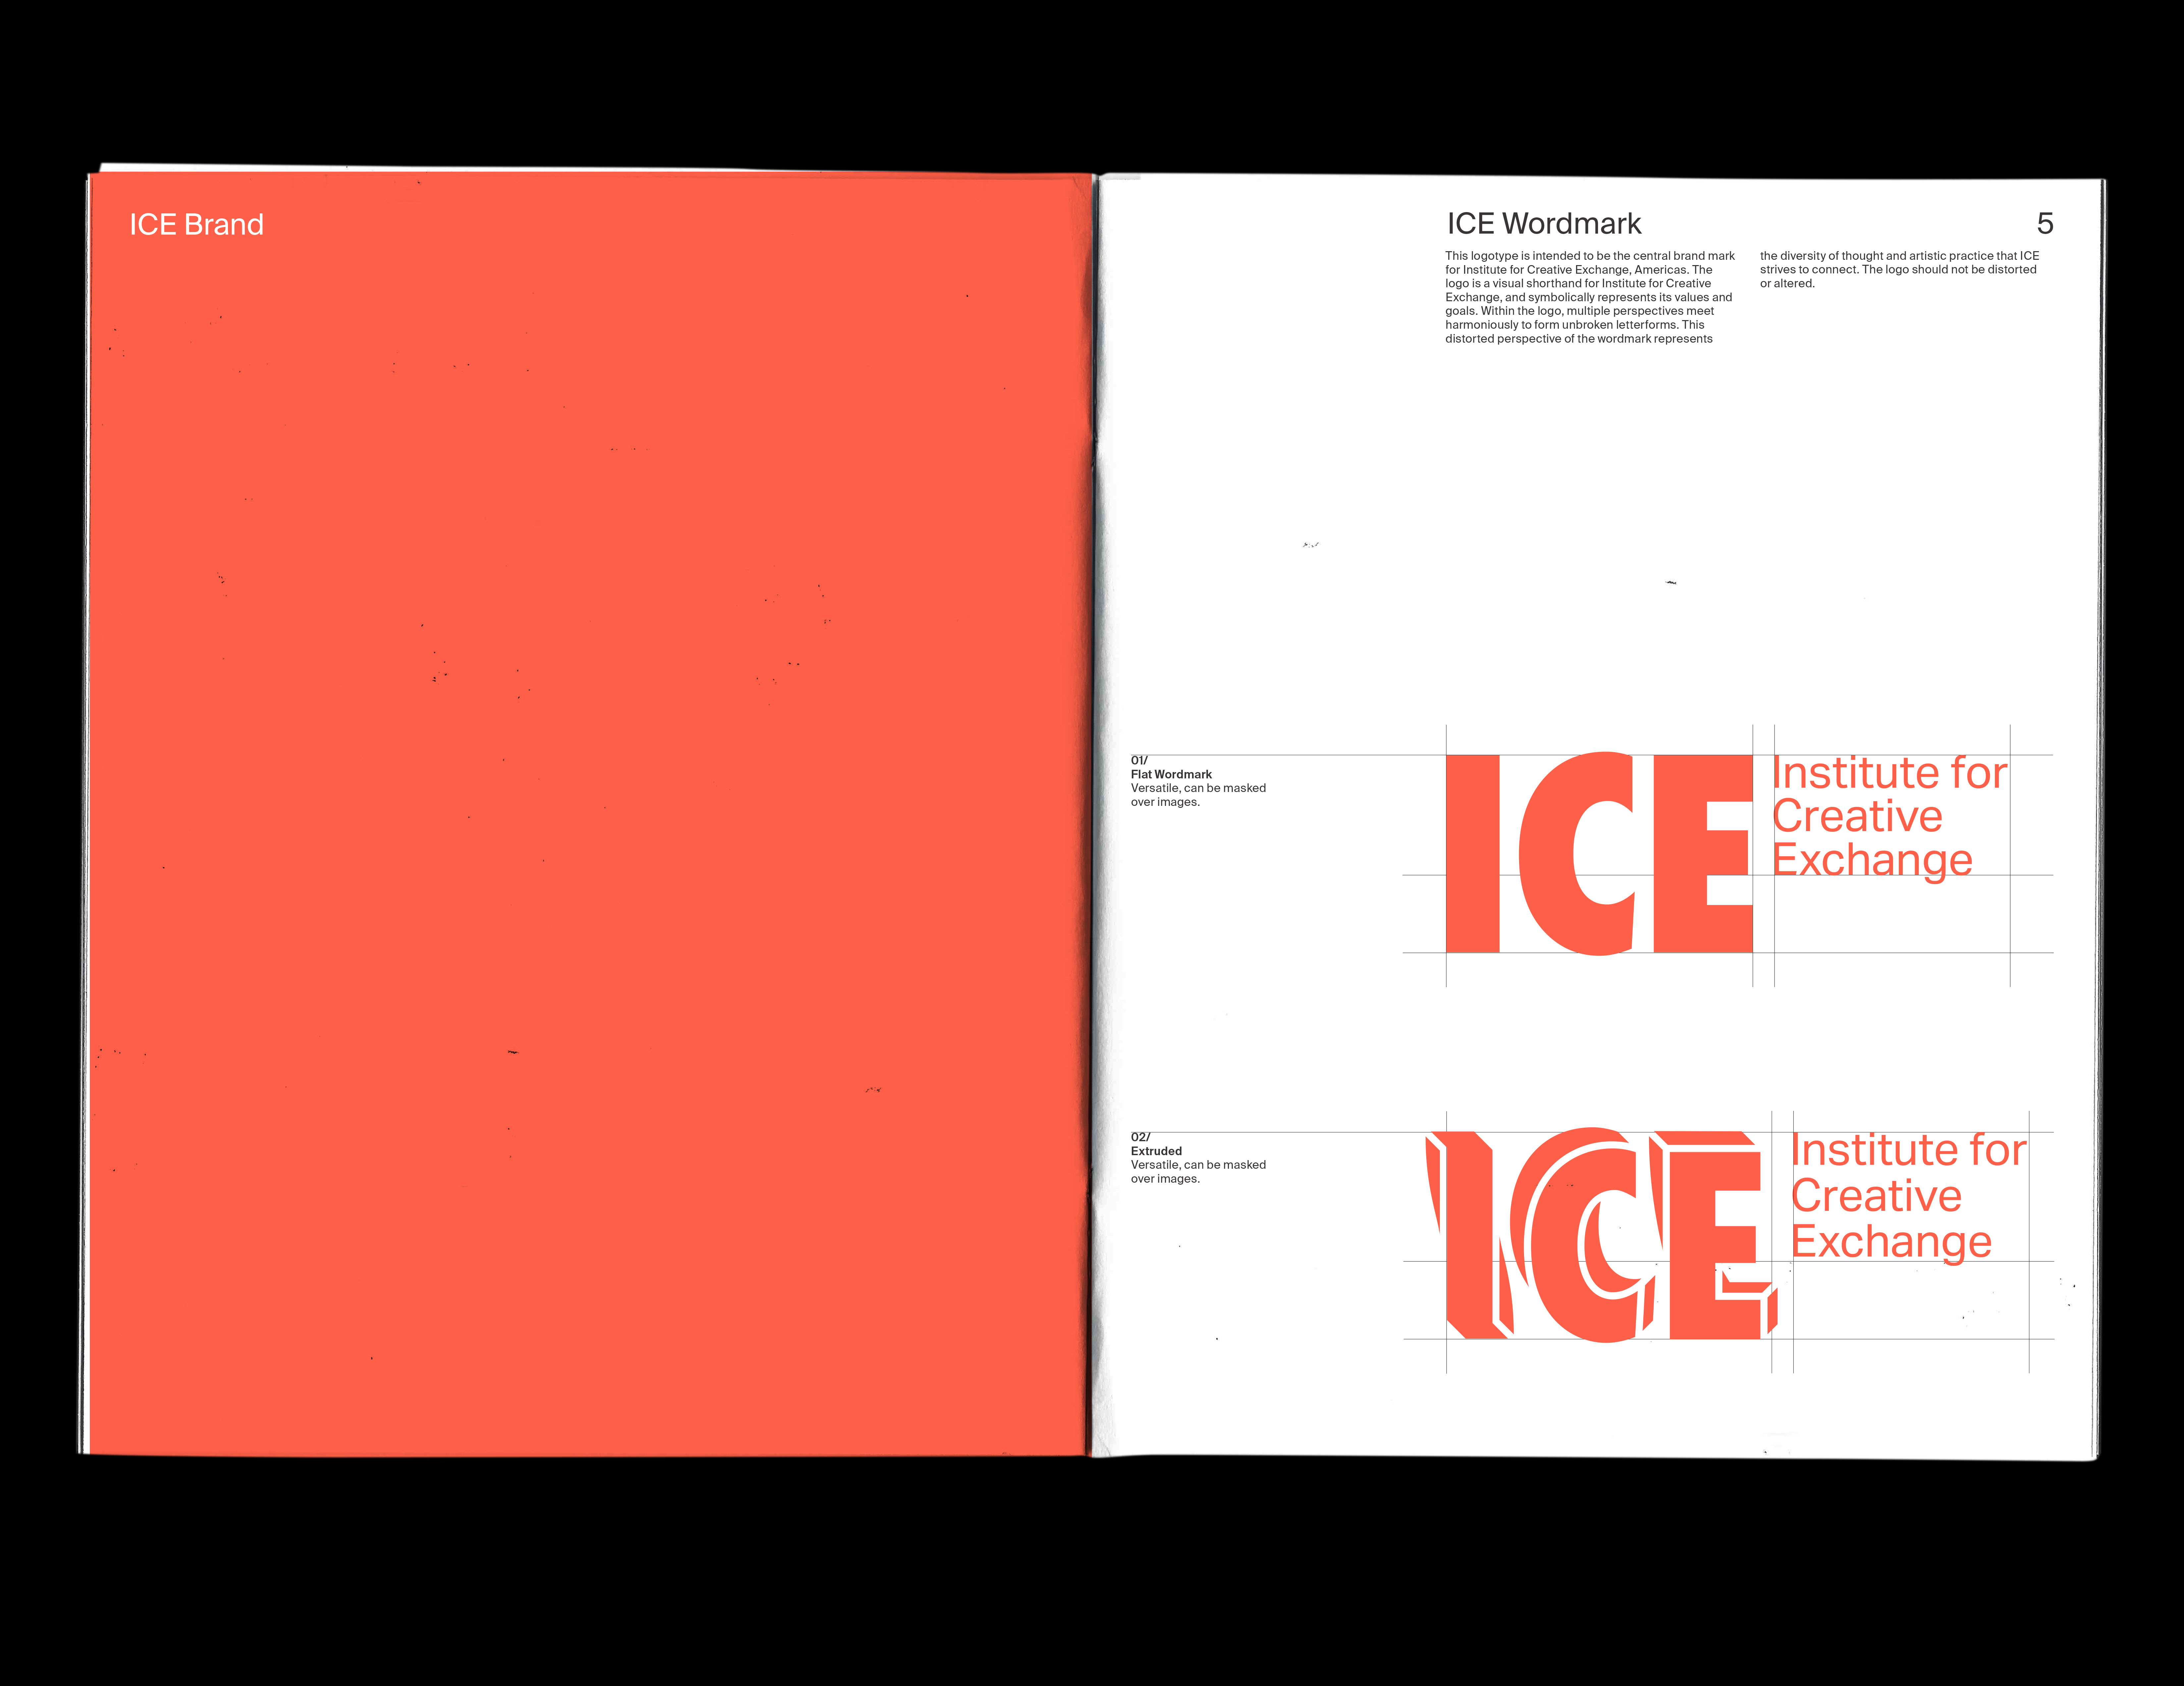 ICE Brand
ICE Wordmark
5
This logotype is intended to be the central brand mark
for Institute for Creative Exchange, Americas. The
logo is a visual shorthand for Institute for Creative
Exchange, and symbolically represents its values and
goals. Within the logo, multiple perspectives meet
harmoniously to form unbroken letterforms. This
distorted perspective of the wordmark represents
the diversity of thought and artistic practice that ICE
strives to connect. The logo should not be distorted
or altered.
01/
Flat Wordmark
Versatile, can be masked
over images.
ICE
Institute for
Creative
Exchange
02/
Extruded
Versatile, can be masked
over images.
ICE
Institute for
Creative
Exchange